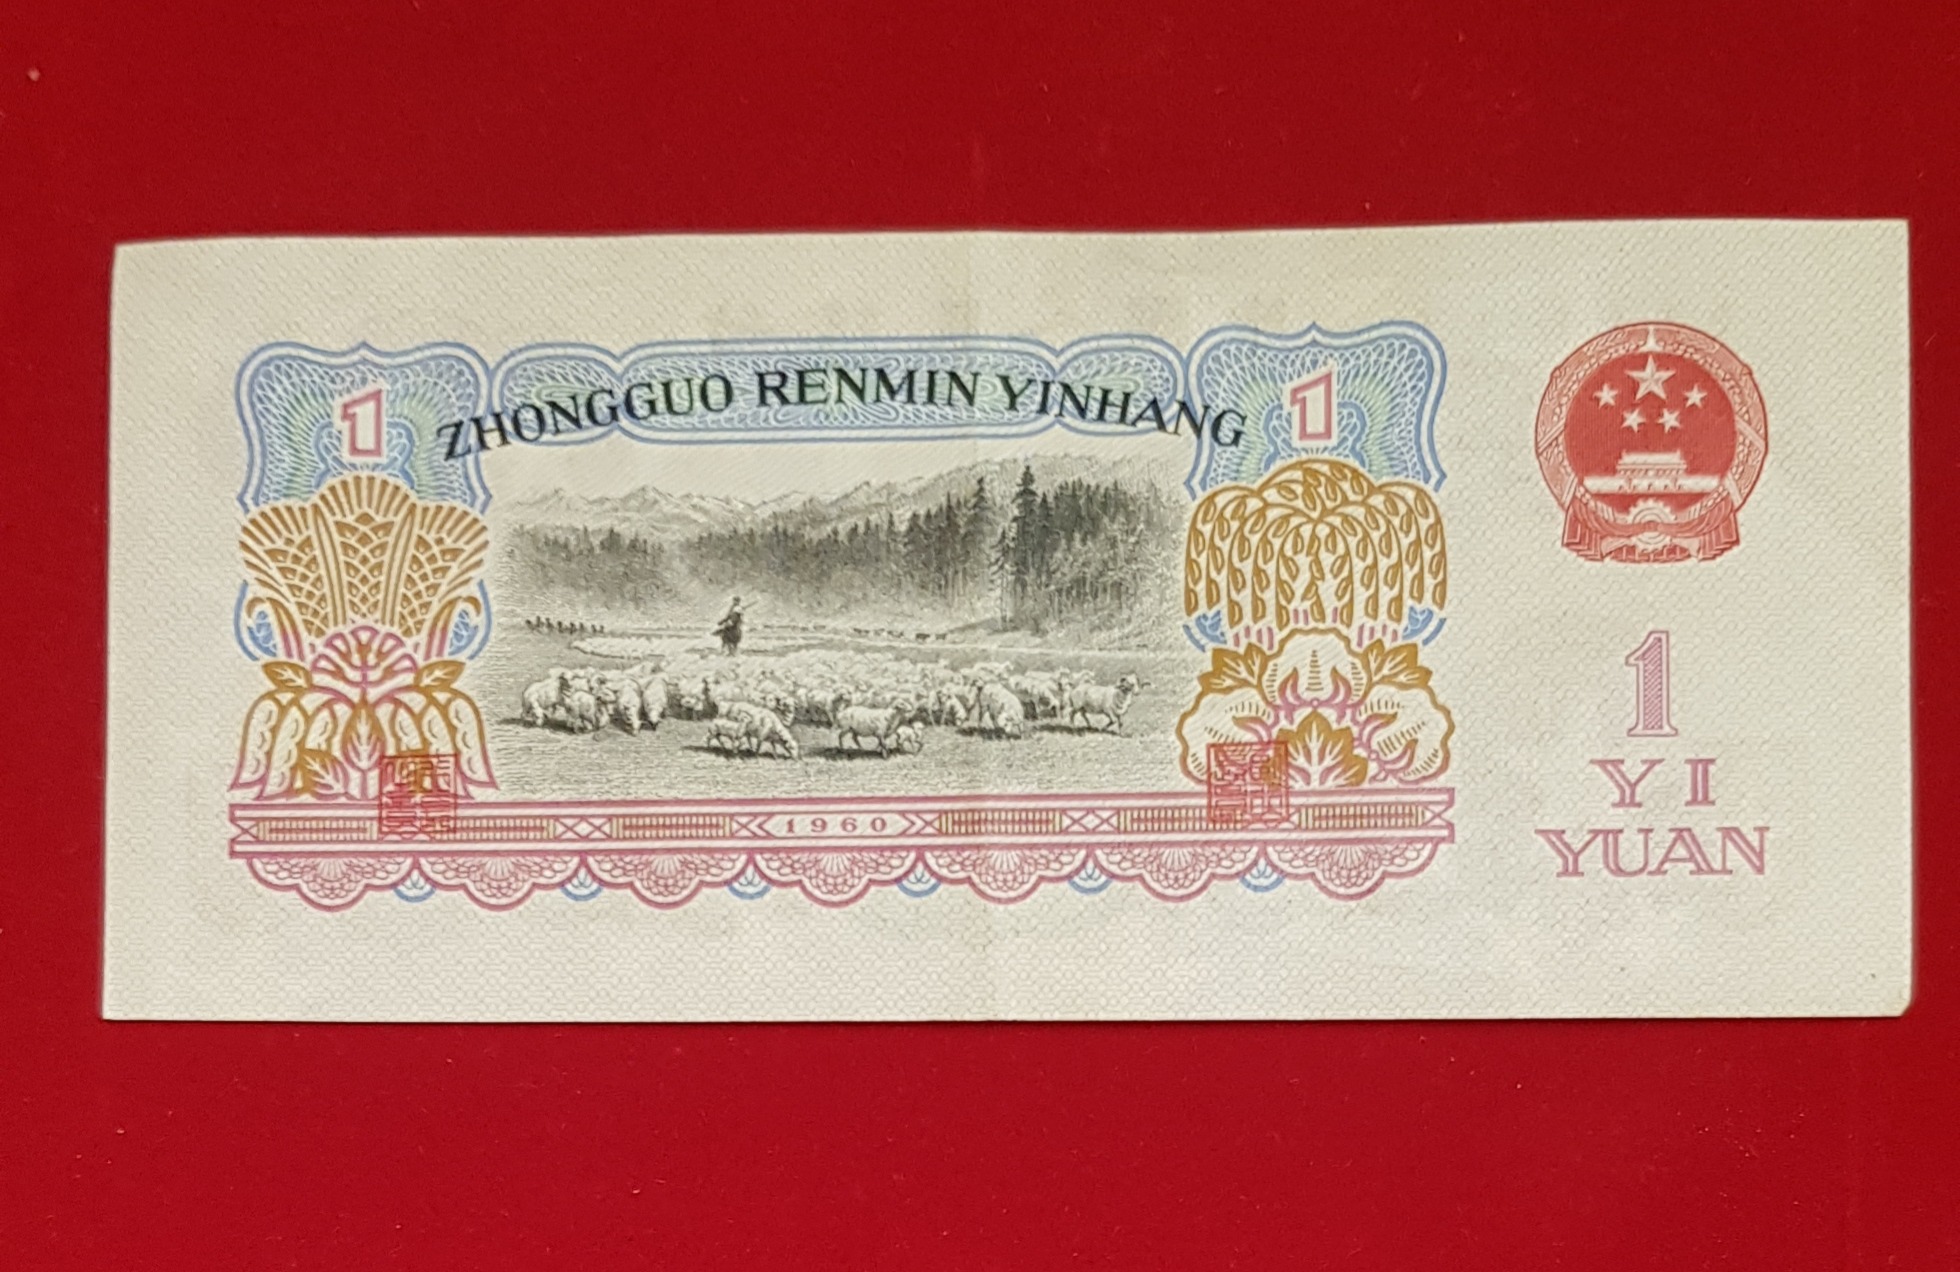 1
ZHONGGUO RENMIN YINHANG
1
1960
1
YI
YUAN